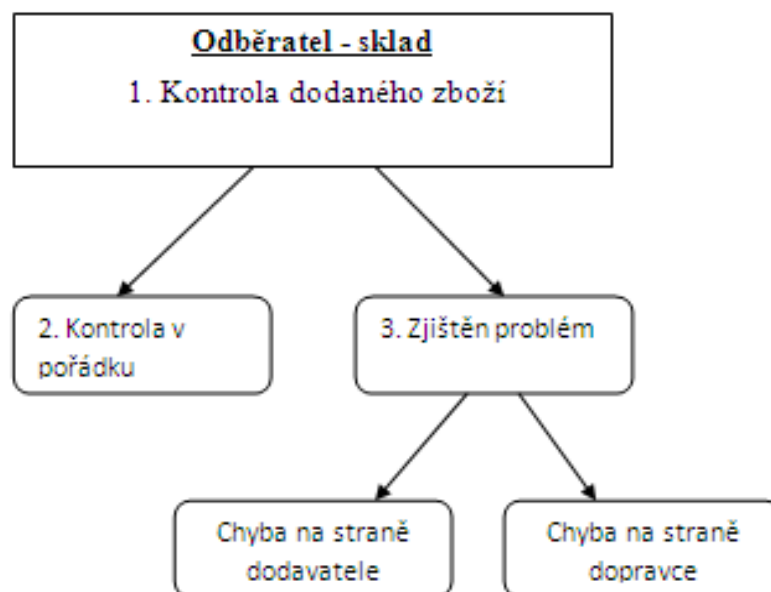 Odběratel - sklad
1. Kontrola dodaného zboží
2. Kontrola v
pořádku
3. Zjištěn problém
Chyba na straně
dodavatele
Chyba na straně
dopravce